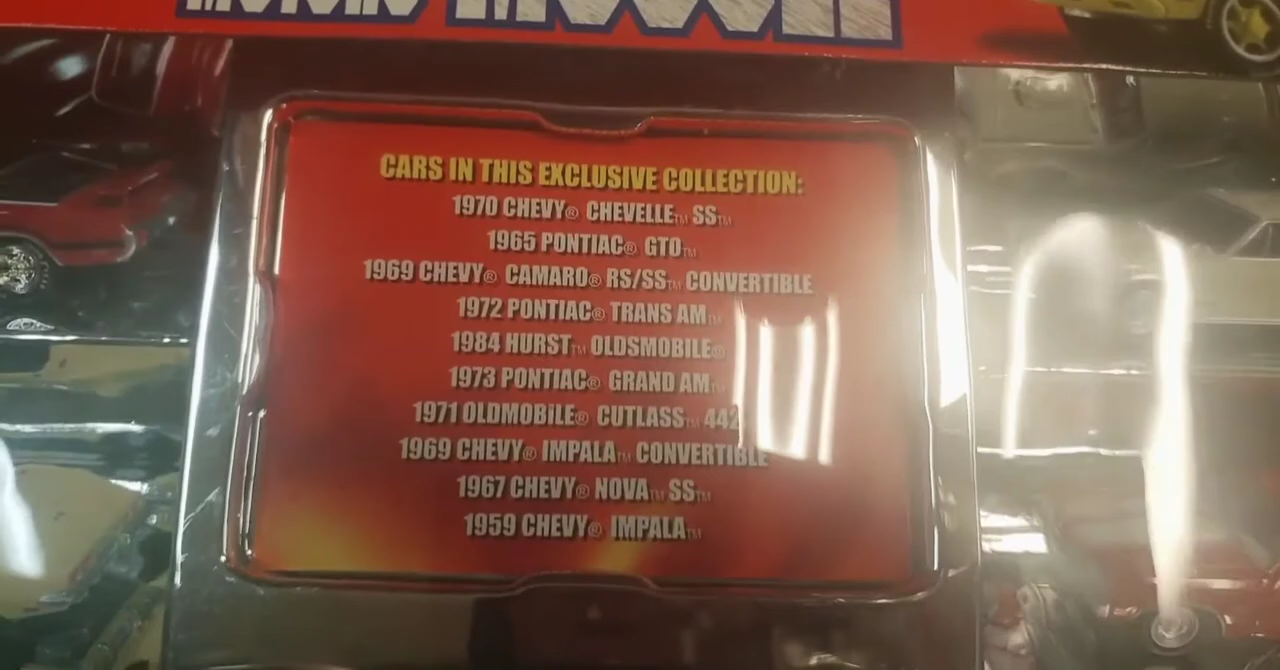 CARS IN THIS EXCLUSIVE COLLECTION:
1970 CHEVY® CHEVELLE™ SS™
1965 PONTIAC® GTO™
1969 CHEVY® CAMARO® RS/SS™ CONVERTIBLE
1972 PONTIAC® TRANS AM™
1984 HURST™ OLDSMOBILE®
1973 PONTIAC® GRAND AM™
1971 OLDMOBILE® CUTLASS™ 442
1969 CHEVY® IMPALA™ CONVERTIBLE
1967 CHEVY® NOVA™ SS™
1959 CHEVY® IMPALA™